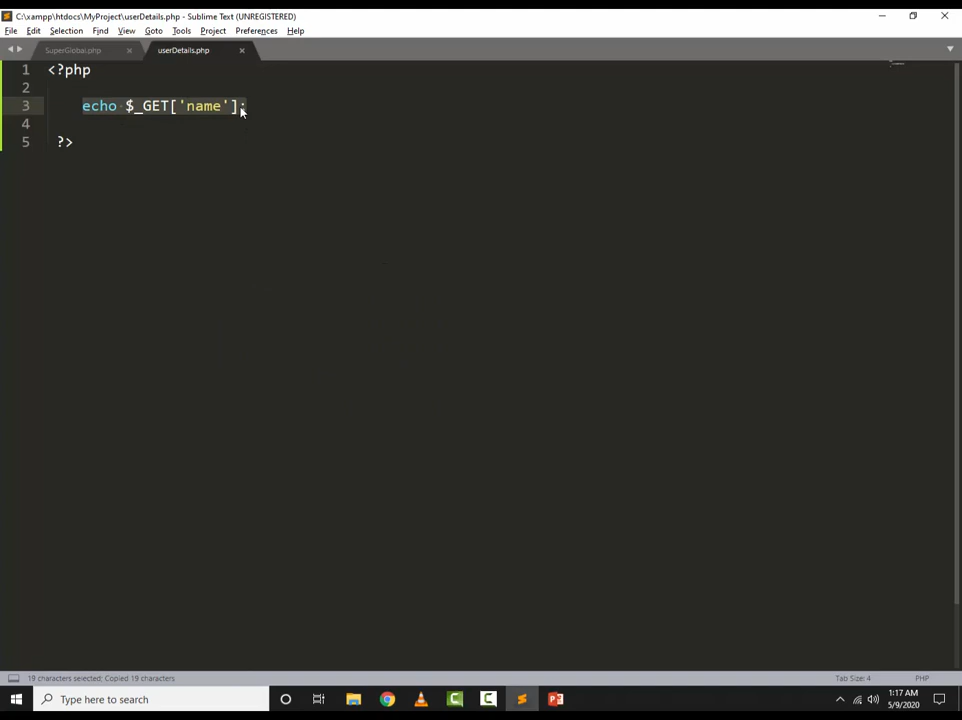 C:\xampp\htdocs\MyProject\userDetails.php - Sublime Text (UNREGISTERED)
File Edit Selection Find View Goto Tools Project Preferences Help
SuperGlobal.php userDetails.php
1 <?php
2
3 echo $_GET['name'];
4
5 ?>
19 characters selected; Copied 19 characters Tab Size: 4 PHP
Type here to search
1:17 AM
5/9/2020